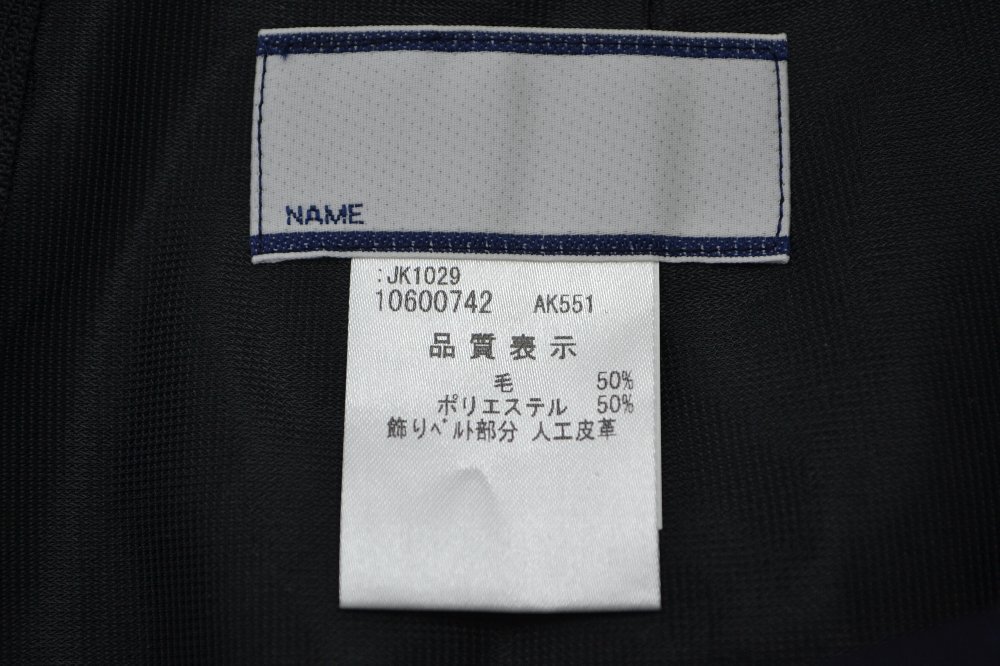 NAME
:JK1029
10600742 AK551
品質表示
毛 50%
ポリエステル 50%
飾りﾍﾞﾙﾄ部分 人工皮革